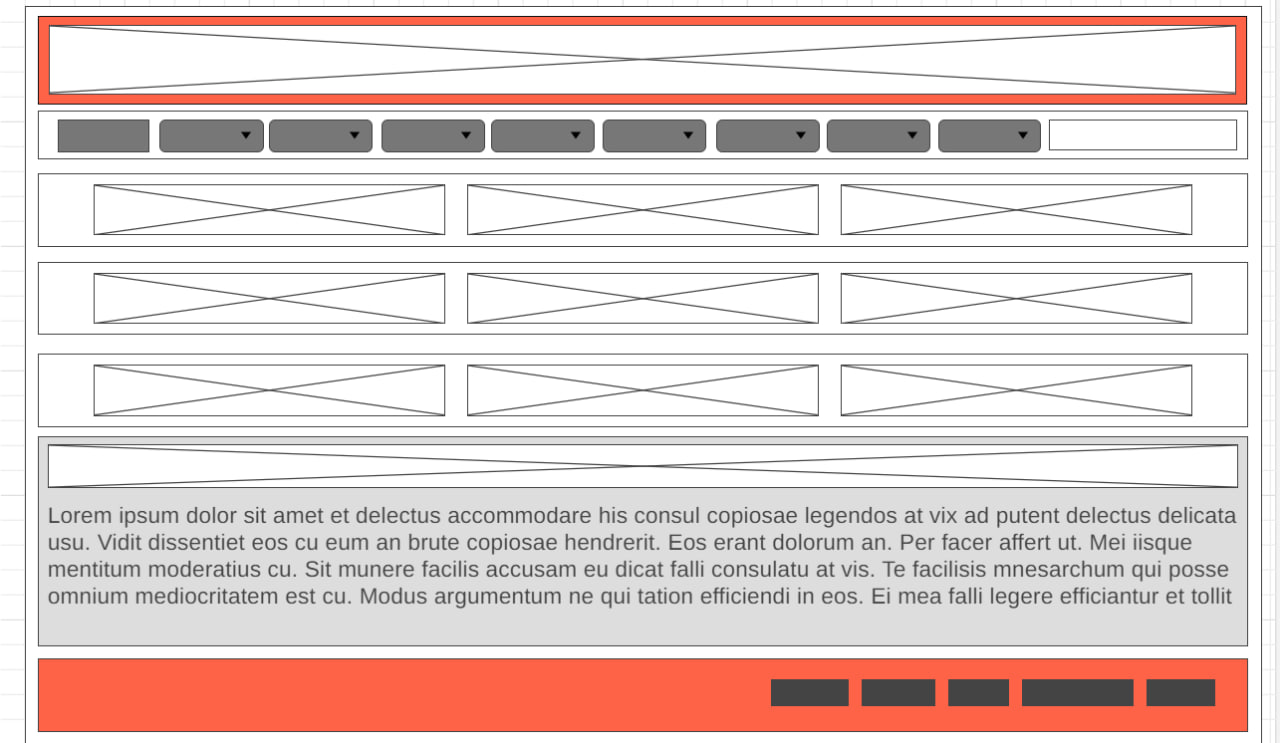 Lorem ipsum dolor sit amet et delectus accommodare his consul copiosae legendos at vix ad putent delectus delicata
usu. Vidit dissentiet eos cu eum an brute copiosae hendrerit. Eos erant dolorum an. Per facer affert ut. Mei iisque
mentitum moderatius cu. Sit munere facilis accusam eu dicat falli consulatu at vis. Te facilisis mnesarchum qui posse
omnium mediocritatem est cu. Modus argumentum ne qui tation efficiendi in eos. Ei mea falli legere efficiantur et tollit